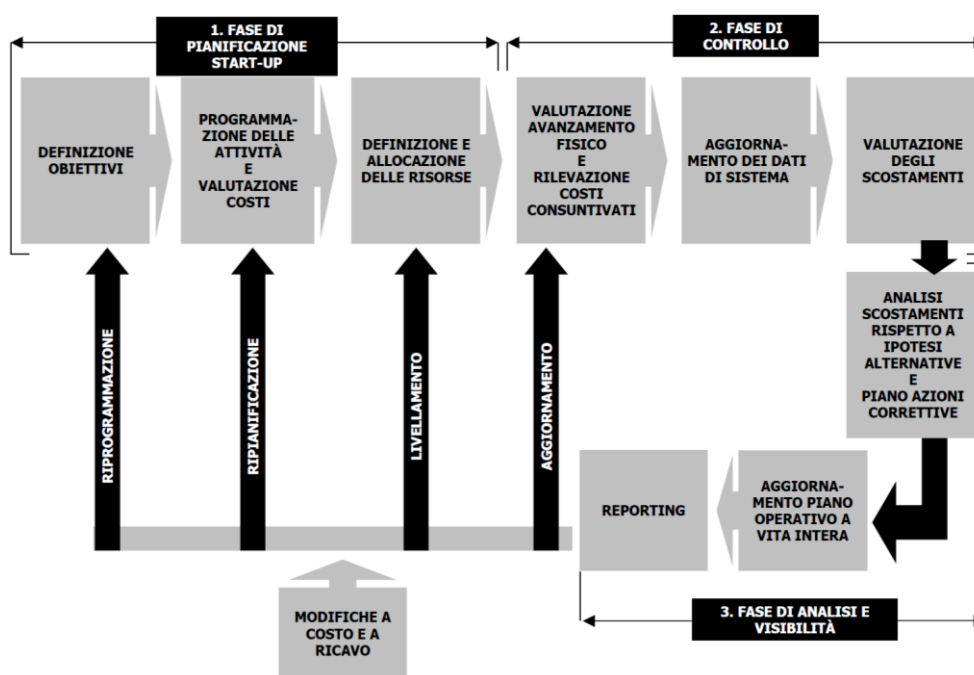 1. FASE DI
PIANIFICAZIONE
START-UP
2. FASE DI
CONTROLLO
DEFINIZIONE
OBIETTIVI
PROGRAMMA-
ZIONE DELLE
ATTIVITÀ
E
VALUTAZIONE
COSTI
DEFINIZIONE E
ALLOCAZIONE
DELLE RISORSE
VALUTAZIONE
AVANZAMENTO
FISICO
E
RILEVAZIONE
COSTI
CONSUNTIVATI
AGGIORNA-
MENTO DEI DATI
DI SISTEMA
VALUTAZIONE
DEGLI
SCOSTAMENTI
ANALISI
SCOSTAMENTI
RISPETTO A
IPOTESI
ALTERNATIVE
E
PIANO AZIONI
CORRETTIVE
RIPROGRAMMAZIONE
RIPIANIFICAZIONE
LIVELLAMENTO
AGGIORNAMENTO
REPORTING
AGGIORNA-
MENTO PIANO
OPERATIVO A
VITA INTERA
MODIFICHE A
COSTO E A
RICAVO
3. FASE DI ANALISI E
VISIBILITÀ